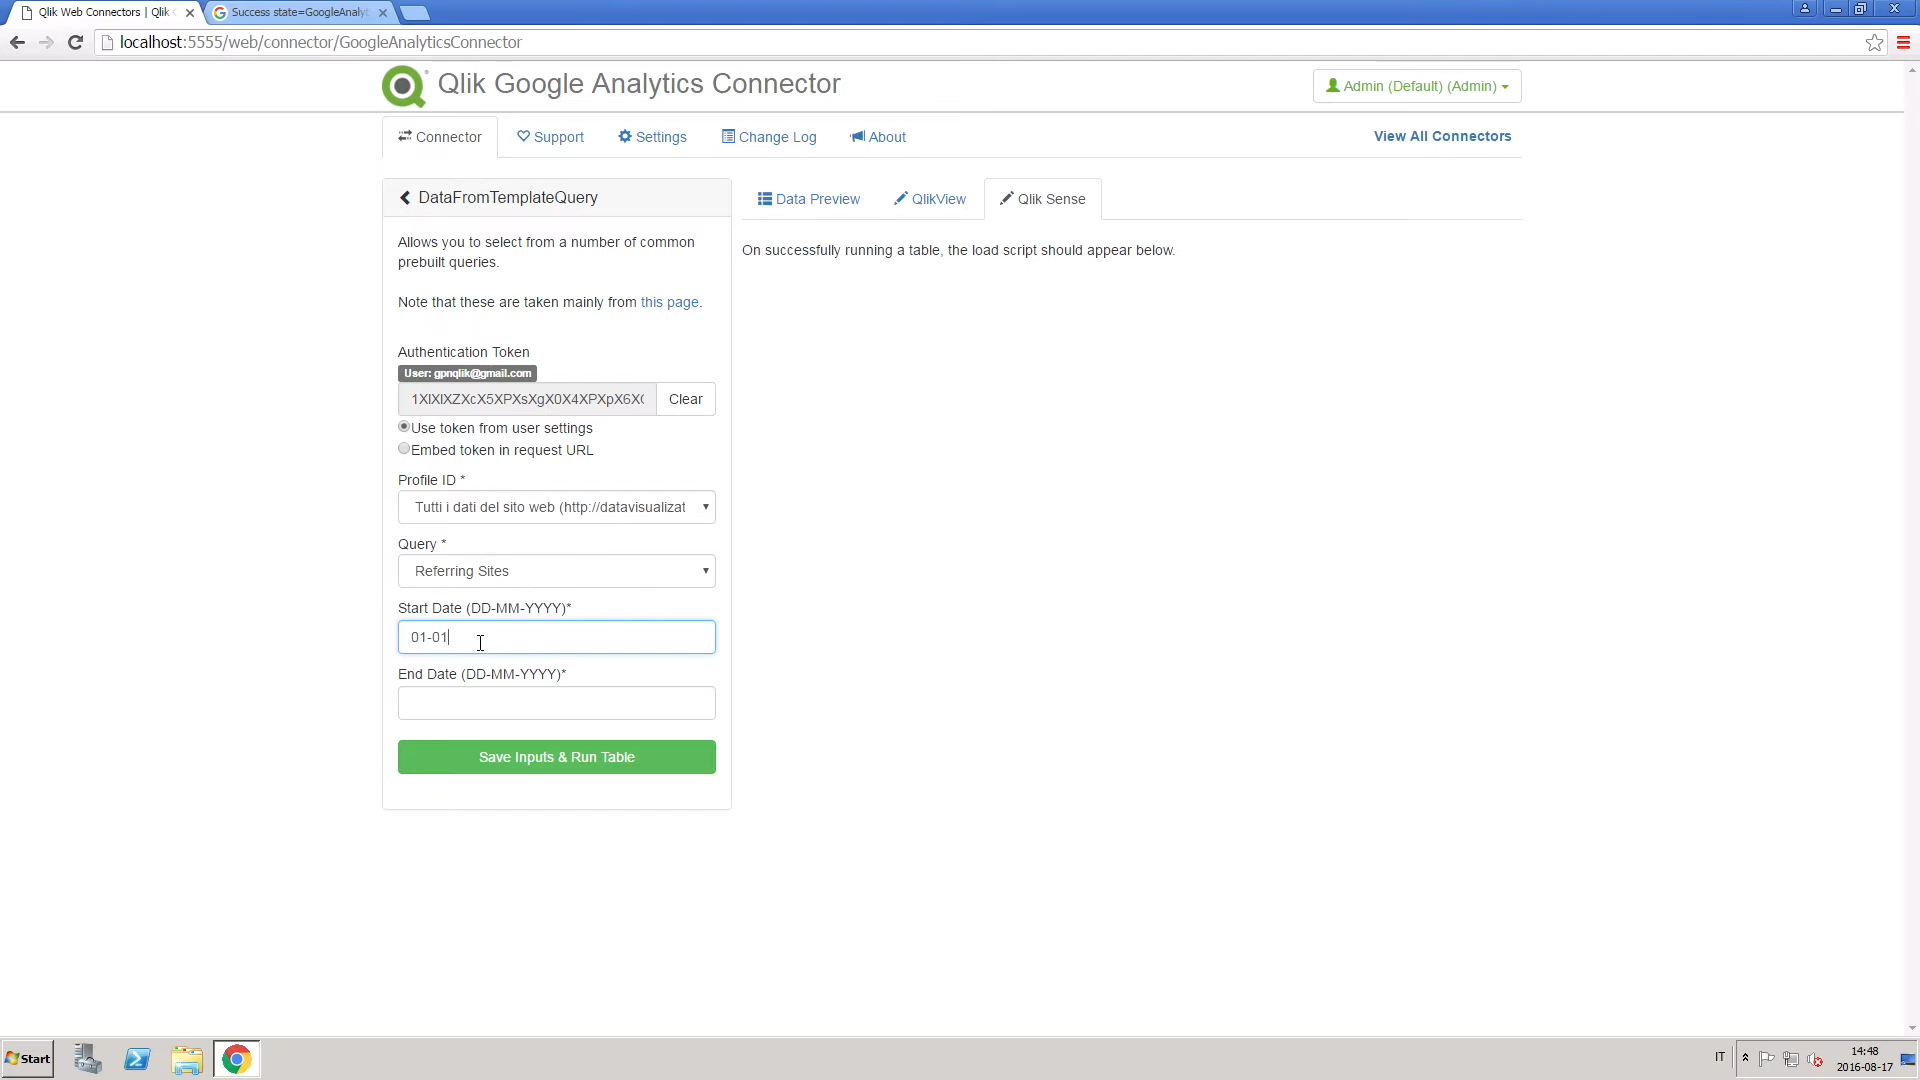 Qlik Web Connectors | Qlik
Success state=GoogleAnalyt
localhost:5555/web/connector/GoogleAnalyticsConnector
Qlik Google Analytics Connector
Admin (Default) (Admin)
Connector
Support
Settings
Change Log
About
View All Connectors
DataFromTemplateQuery
Data Preview
QlikView
Qlik Sense
Allows you to select from a number of common
prebuilt queries.
On successfully running a table, the load script should appear below.
Note that these are taken mainly from this page.
Authentication Token
User: gpnqlik@gmail.com
1XIXIXZXcX5XPXsXgX0X4XPXpX6X
Clear
Use token from user settings
Embed token in request URL
Profile ID *
Tutti i dati del sito web (http://datavisualizat
Query *
Referring Sites
Start Date (DD-MM-YYYY)*
01-01
End Date (DD-MM-YYYY)*
Save Inputs & Run Table
Start
IT
14:48
2016-08-17